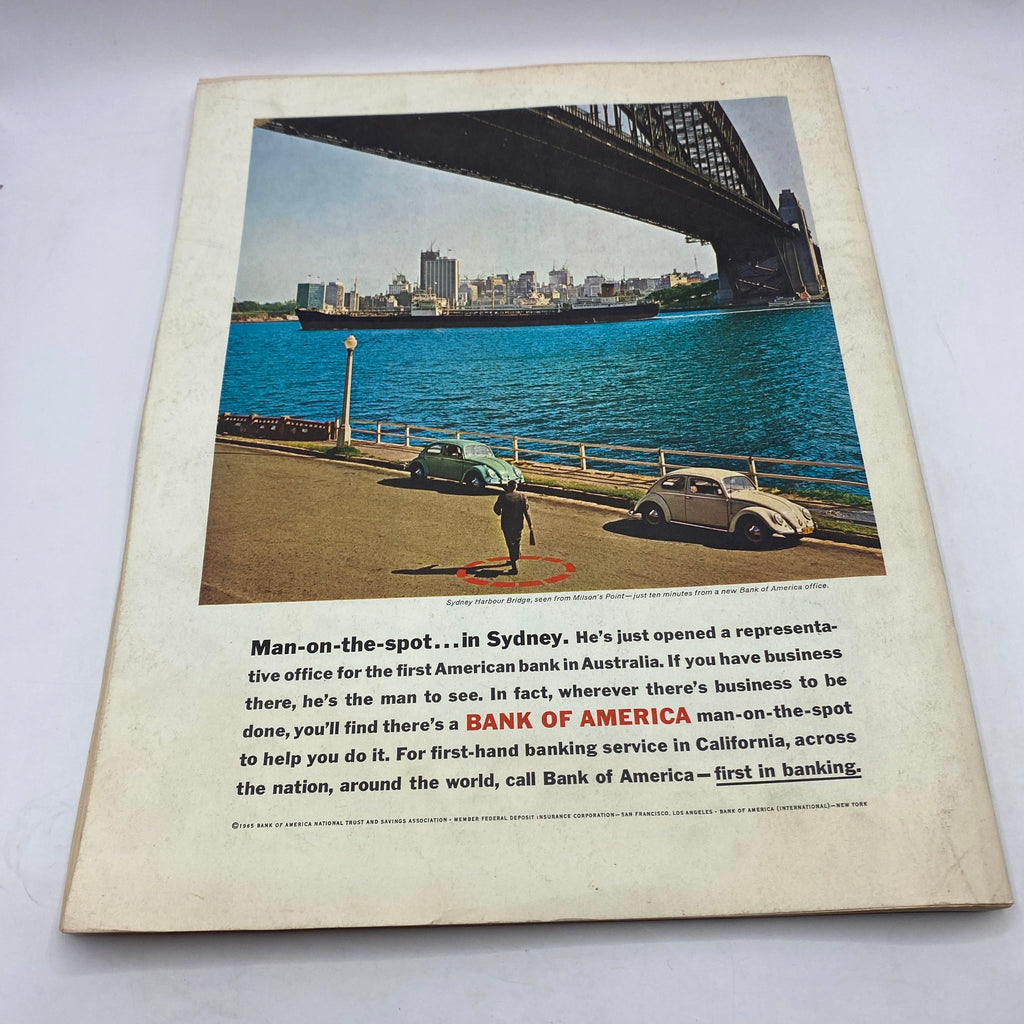 Sydney Harbour Bridge, seen from Milson's Point—just ten minutes from a new Bank of America office.
Man-on-the-spot...in Sydney. He's just opened a representa-
tive office for the first American bank in Australia. If you have business
there, he's the man to see. In fact, wherever there's business to be
done, you'll find there's a BANK OF AMERICA man-on-the-spot
to help you do it. For first-hand banking service in California, across
the nation, around the world, call Bank of America—first in banking.
©1965 BANK OF AMERICA NATIONAL TRUST AND SAVINGS ASSOCIATION • MEMBER FEDERAL DEPOSIT INSURANCE CORPORATION—SAN FRANCISCO, LOS ANGELES • BANK OF AMERICA (INTERNATIONAL)—NEW YORK